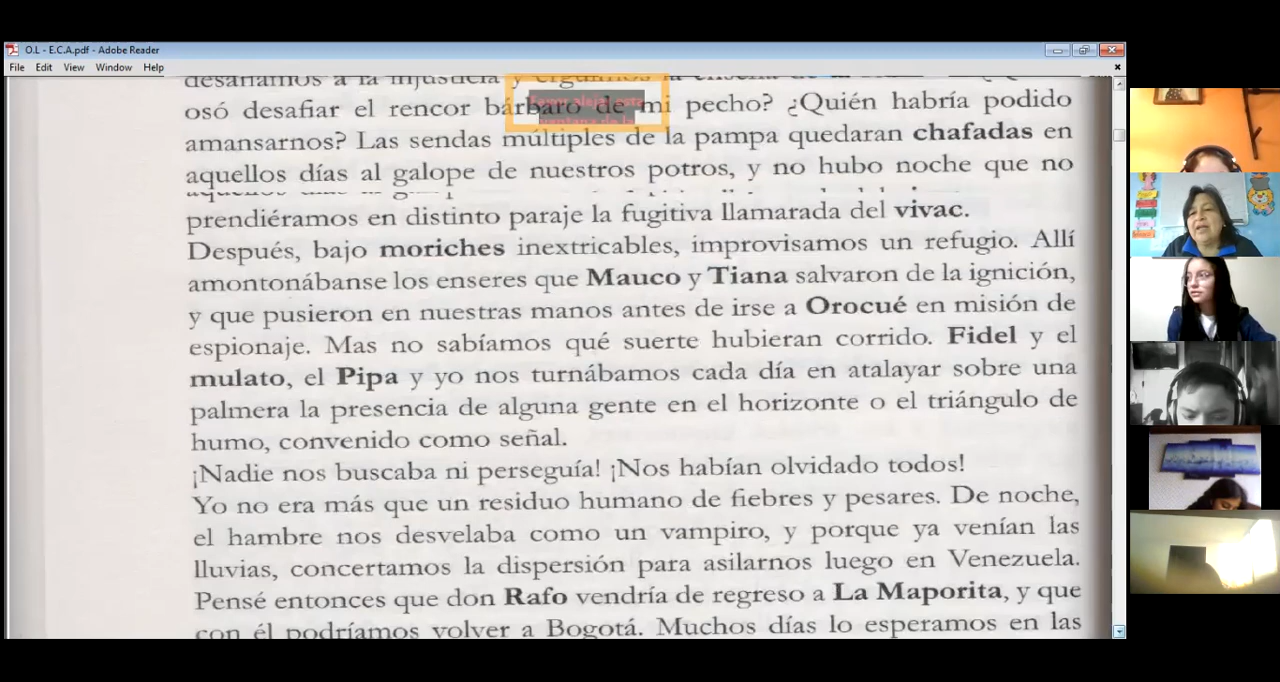 O.L - E.C.A.pdf - Adobe Reader
File Edit View Window Help
desafiamos a la injusticia y erguimos la enseña de la
osó desafiar el rencor bárbaro de mi pecho? ¿Quién habría podido
amansarnos? Las sendas múltiples de la pampa quedaran chafadas en
aquellos días al galope de nuestros potros, y no hubo noche que no
prendiéramos en distinto paraje la fugitiva llamarada del vivac.
Después, bajo moriches inextricables, improvisamos un refugio. Allí
amontonábanse los enseres que Mauco y Tiana salvaron de la ignición,
y que pusieron en nuestras manos antes de irse a Orocué en misión de
espionaje. Mas no sabíamos qué suerte hubieran corrido. Fidel y el
mulato, el Pipa y yo nos turnábamos cada día en atalayar sobre una
palmera la presencia de alguna gente en el horizonte o el triángulo de
humo, convenido como señal.
¡Nadie nos buscaba ni perseguía! ¡Nos habían olvidado todos!
Yo no era más que un residuo humano de fiebres y pesares. De noche,
el hambre nos desvelaba como un vampiro, y porque ya venían las
lluvias, concertamos la dispersión para asilarnos luego en Venezuela.
Pensé entonces que don Rafo vendría de regreso a La Maporita, y que
con él podríamos volver a Bogotá. Muchos días lo esperamos en las